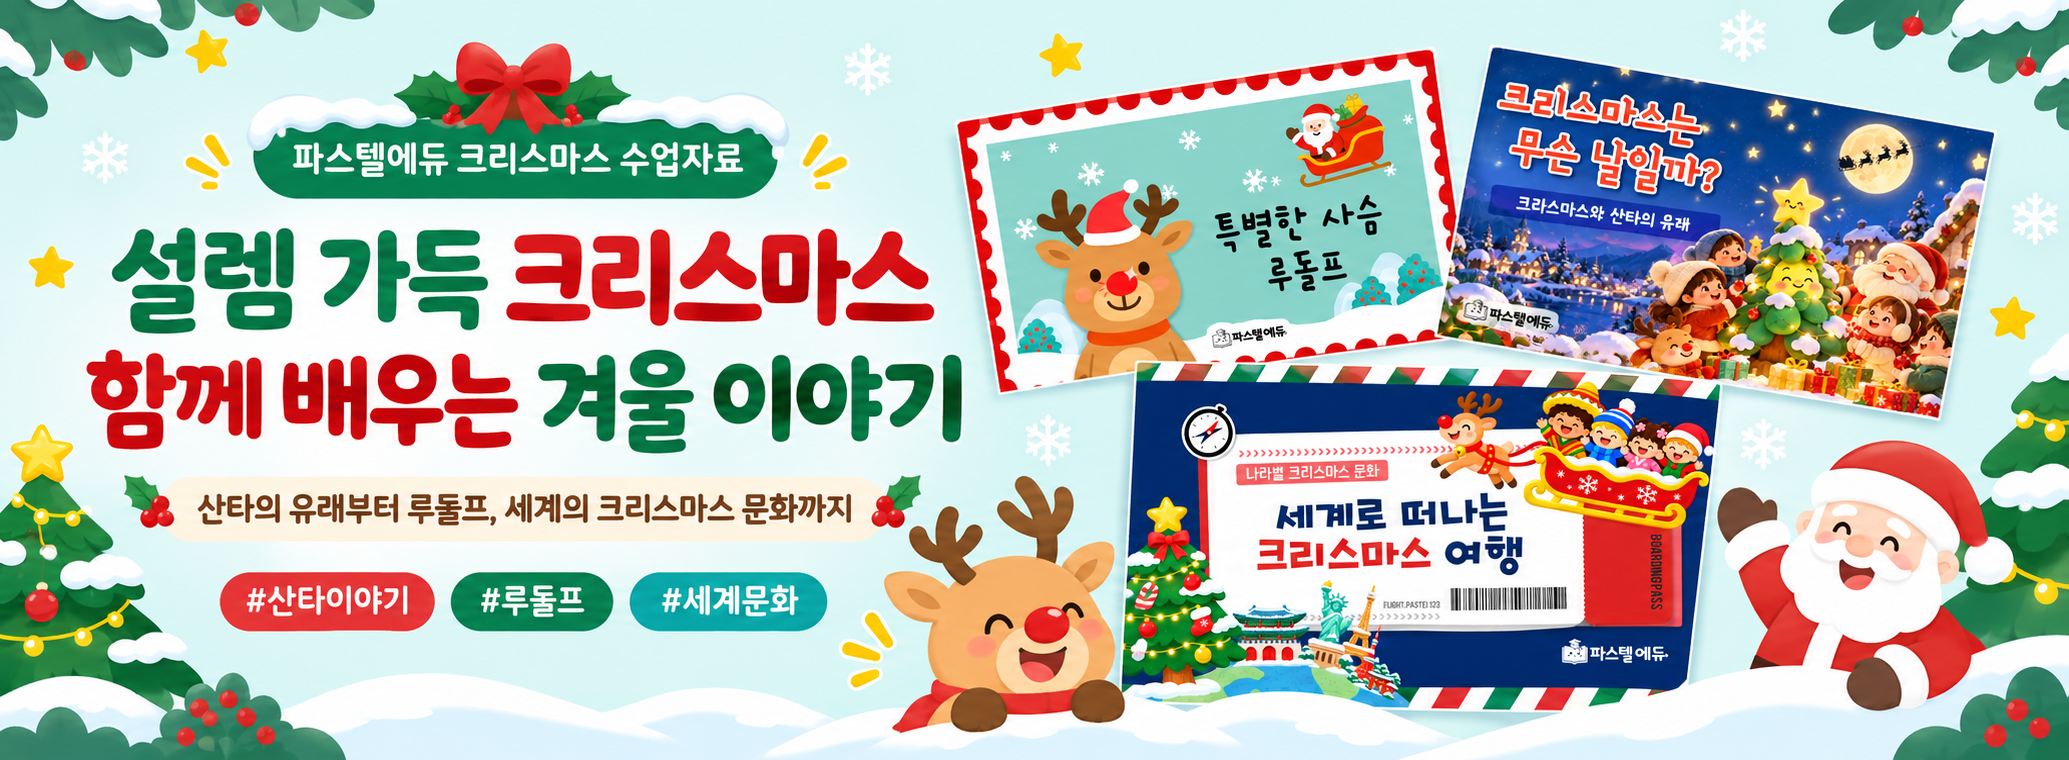 파스텔에듀 크리스마스 수업자료
설렘 가득 크리스마스
함께 배우는 겨울 이야기
산타의 유래부터 루돌프, 세계의 크리스마스 문화까지
#산타이야기
#루돌프
#세계문화
특별한 사슴
루돌프
파스텔에듀
크리스마스는
무슨 날일까?
크라스마스와 산타의 유래
파스텔에듀
나라별 크리스마스 문화
세계로 떠나는
크리스마스 여행
FLIGHT.PASTEL123
BOARDINGPASS
파스텔에듀